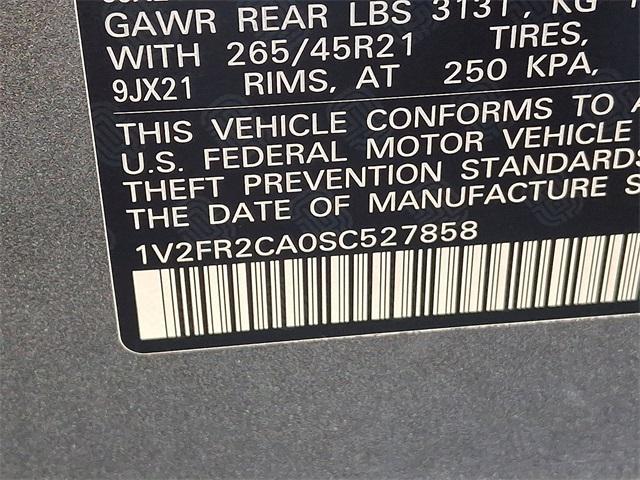 GAWR REAR LBS 3131, KG
WITH 265/45R21 TIRES,
9JX21 RIMS, AT 250 KPA,
THIS VEHICLE CONFORMS TO
U.S. FEDERAL MOTOR VEHICLE
THEFT PREVENTION STANDARDS
THE DATE OF MANUFACTURE S
1V2FR2CA0SC527858